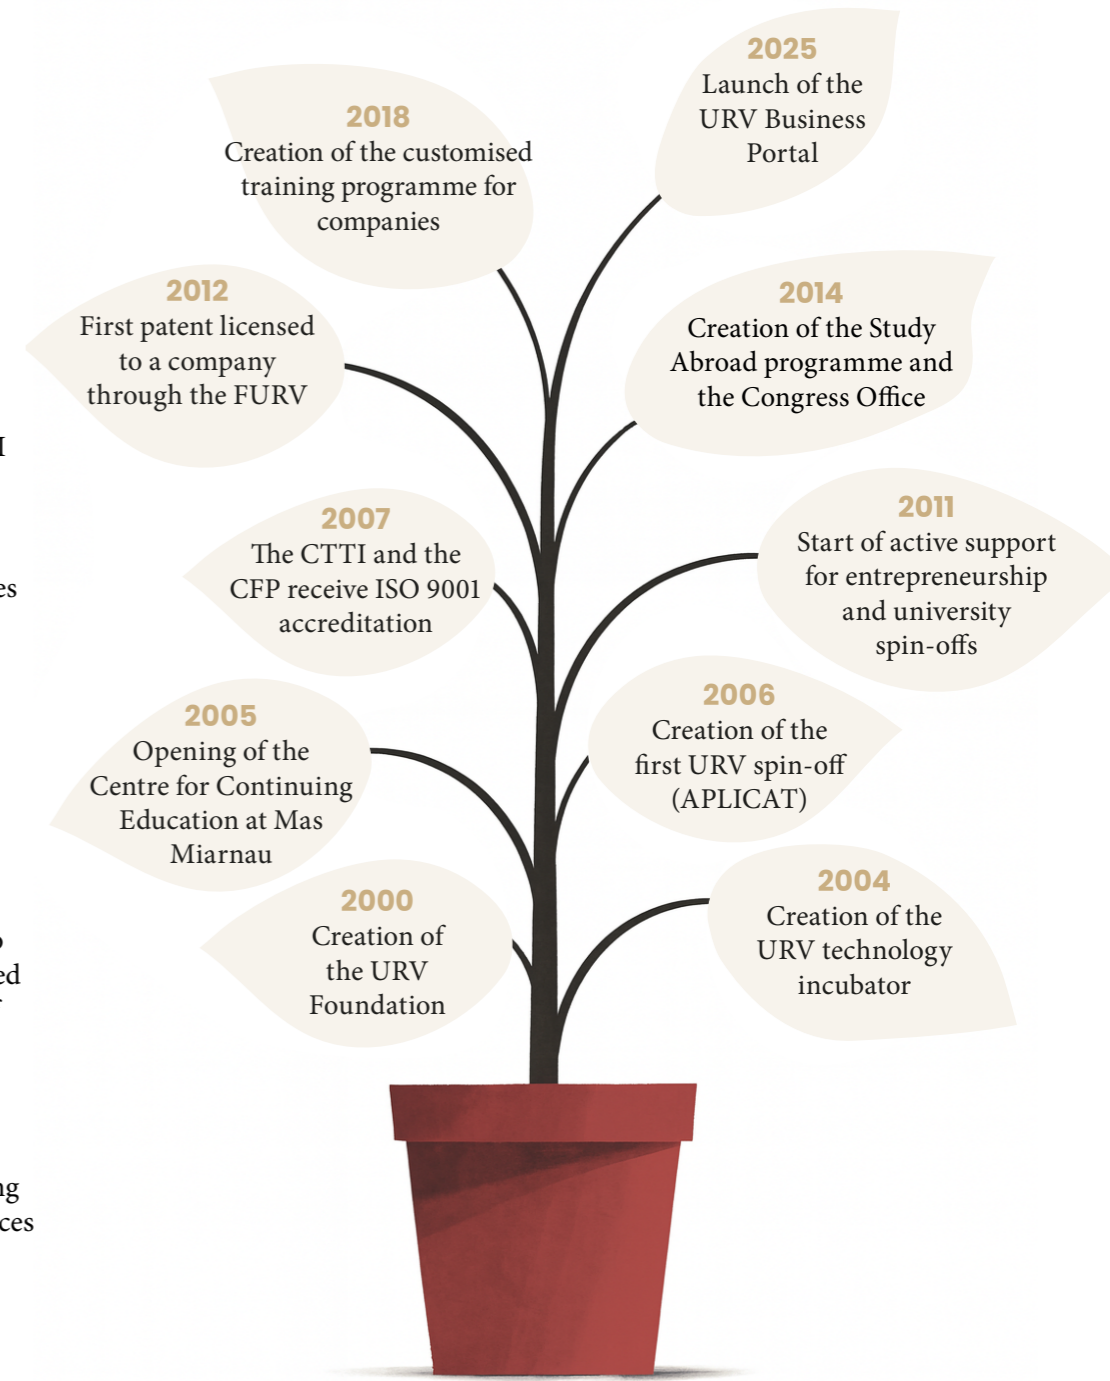 2025
Launch of the
URV Business
Portal
2018
Creation of the customised
training programme for
companies
2014
Creation of the Study
Abroad programme and
the Congress Office
2012
First patent licensed
to a company
through the FURV
2011
Start of active support
for entrepreneurship
and university
spin-offs
2007
The CTTI and the
CFP receive ISO 9001
accreditation
2006
Creation of the
first URV spin-off
(APLICAT)
2005
Opening of the
Centre for Continuing
Education at Mas
Miarnau
2004
Creation of the
URV technology
incubator
2000
Creation of
the URV
Foundation